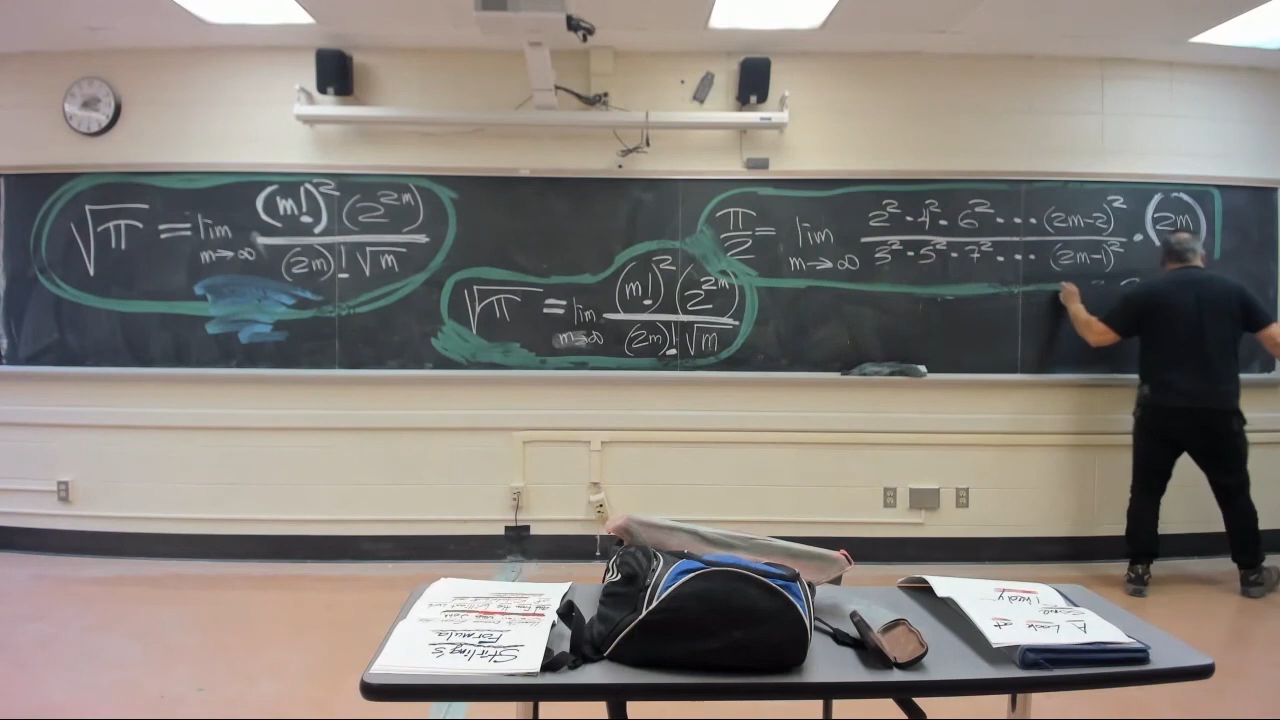 √π = lim m→∞ (m!)² (2^{2m}) / (2m)! √m
√π = lim m→∞ (m!)² (2^{2m}) / (2m)! √m
π/2 = lim m→∞ 2²·4²·6²···(2m-2)² / 3²·5²·7²···(2m-1)² · (2m)
Stirling's
Formula
A Look at
Some